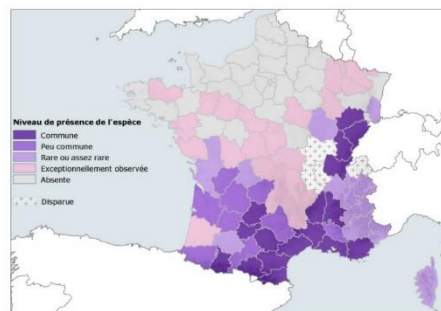 Niveau de présence de l'espèce
Commune
Peu commune
Rare ou assez rare
Exceptionnellement observée
Absente
Disparue